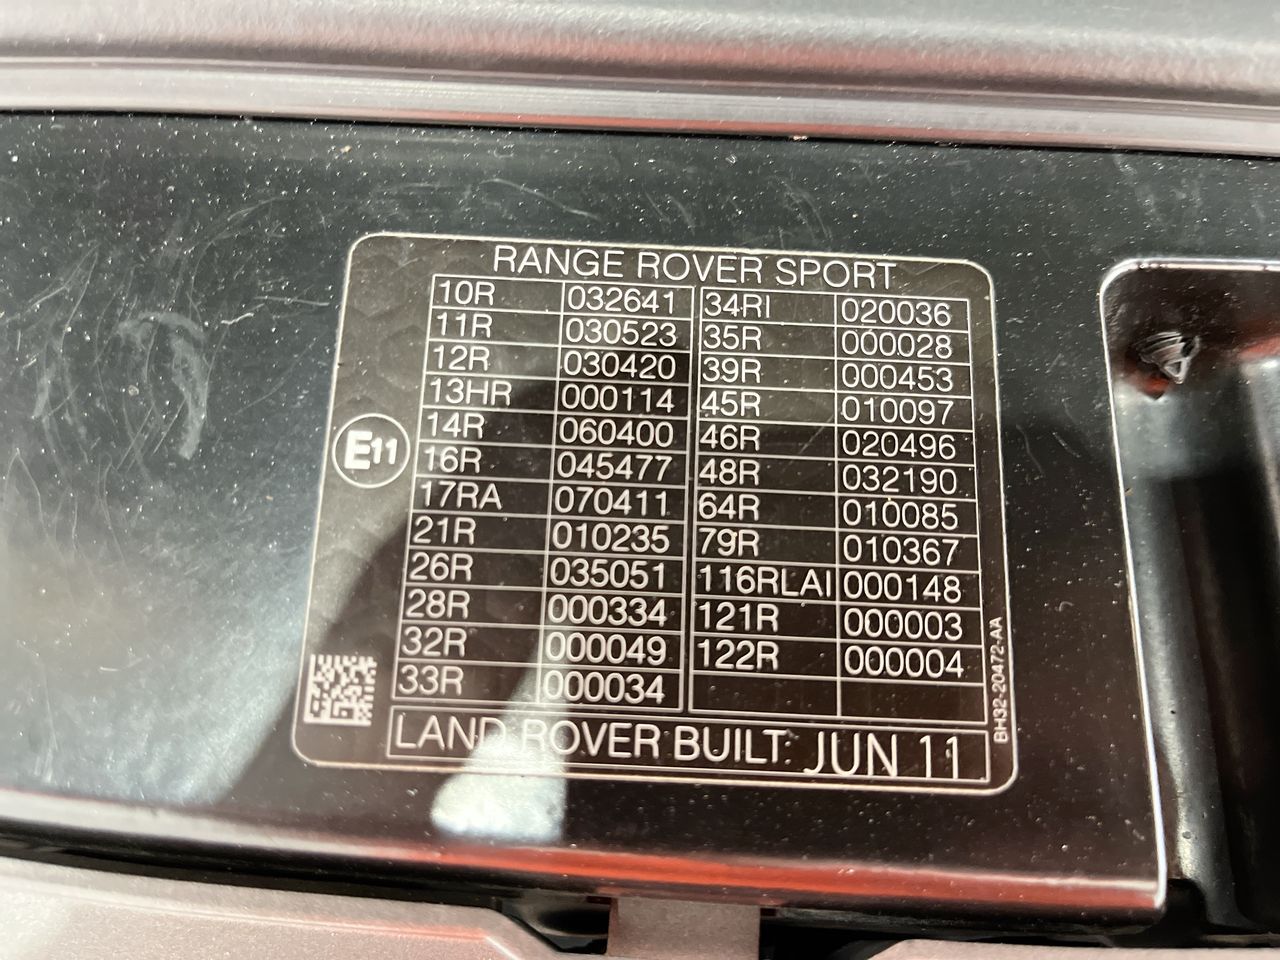 RANGE ROVER SPORT
10R 032641 34RI 020036
11R 030523 35R 000028
12R 030420 39R 000453
13HR 000114 45R 010097
14R 060400 46R 020496
16R 045477 48R 032190
17RA 070411 64R 010085
21R 010235 79R 010367
26R 035051 116RLAI 000148
28R 000334 121R 000003
32R 000049 122R 000004
33R 000034
E11
LAND ROVER BUILT: JUN 11
BH32-20472-AA